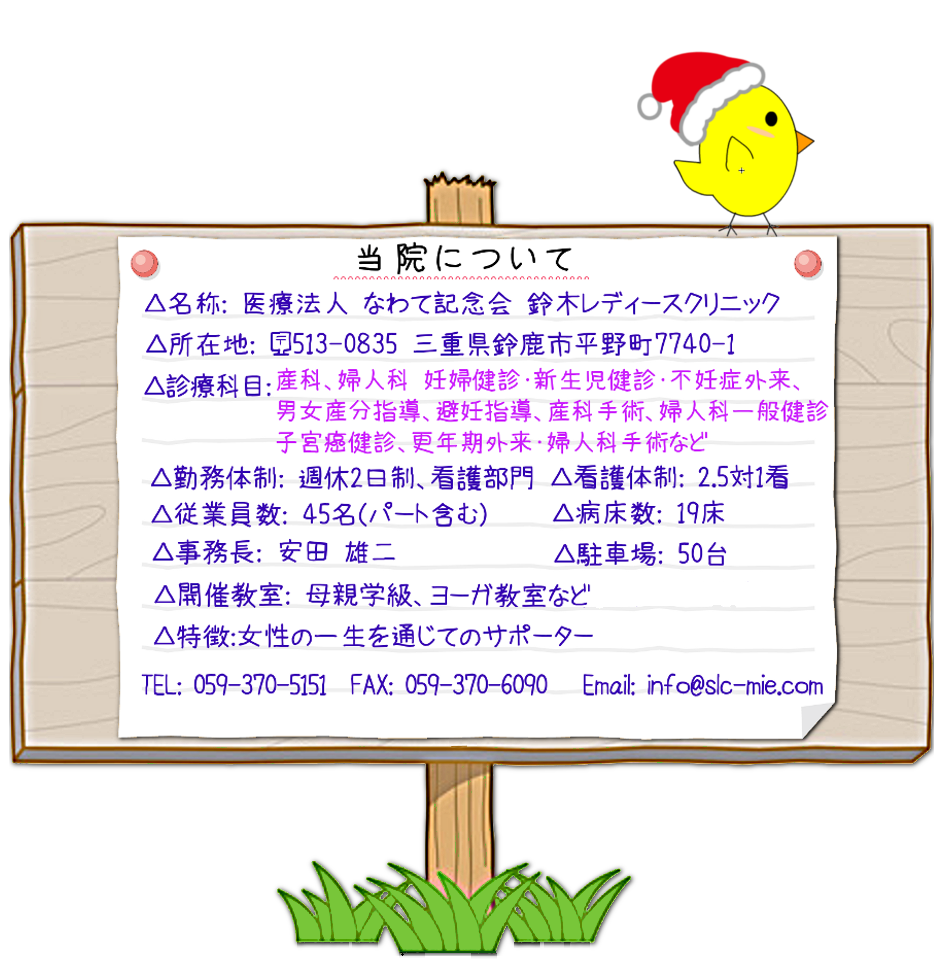 当院について
△名称: 医療法人 なわて記念会 鈴木レディースクリニック
△所在地: 〠513-0835 三重県鈴鹿市平野町7740-1
△診療科目:産科、婦人科 妊婦健診・新生児健診・不妊症外来、
男女産分指導、避妊指導、産科手術、婦人科一般健診
子宮癌健診、更年期外来・婦人科手術など
△勤務体制: 週休2日制、看護部門 △看護体制: 2.5対1看
△従業員数: 45名(パート含む) △病床数: 19床
△事務長: 安田 雄二 △駐車場: 50台
△開催教室: 母親学級、ヨーガ教室など
△特徴:女性の一生を通じてのサポーター
TEL: 059-370-5151 FAX: 059-370-6090 Email: info@slc-mie.com